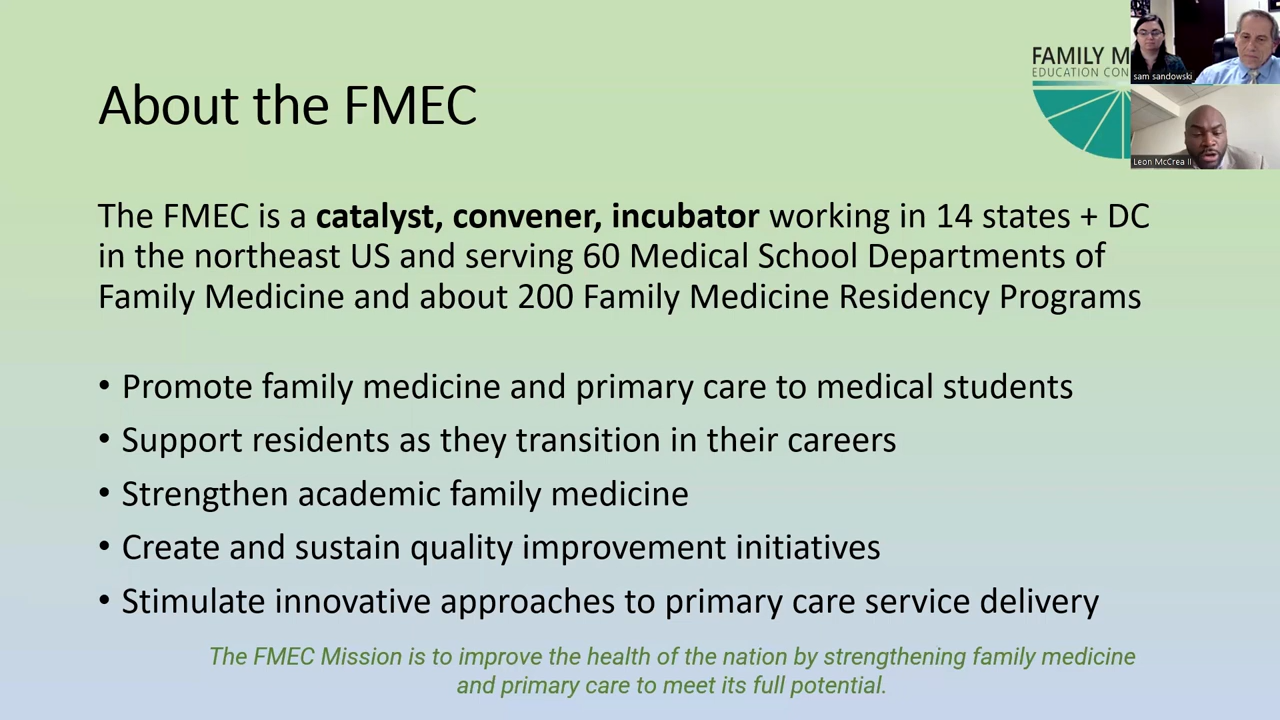 About the FMEC
FAMILY M
EDUCATION CON
sam sandowski
Leon McCrea II
The FMEC is a catalyst, convener, incubator working in 14 states + DC
in the northeast US and serving 60 Medical School Departments of
Family Medicine and about 200 Family Medicine Residency Programs
• Promote family medicine and primary care to medical students
• Support residents as they transition in their careers
• Strengthen academic family medicine
• Create and sustain quality improvement initiatives
• Stimulate innovative approaches to primary care service delivery
The FMEC Mission is to improve the health of the nation by strengthening family medicine
and primary care to meet its full potential.